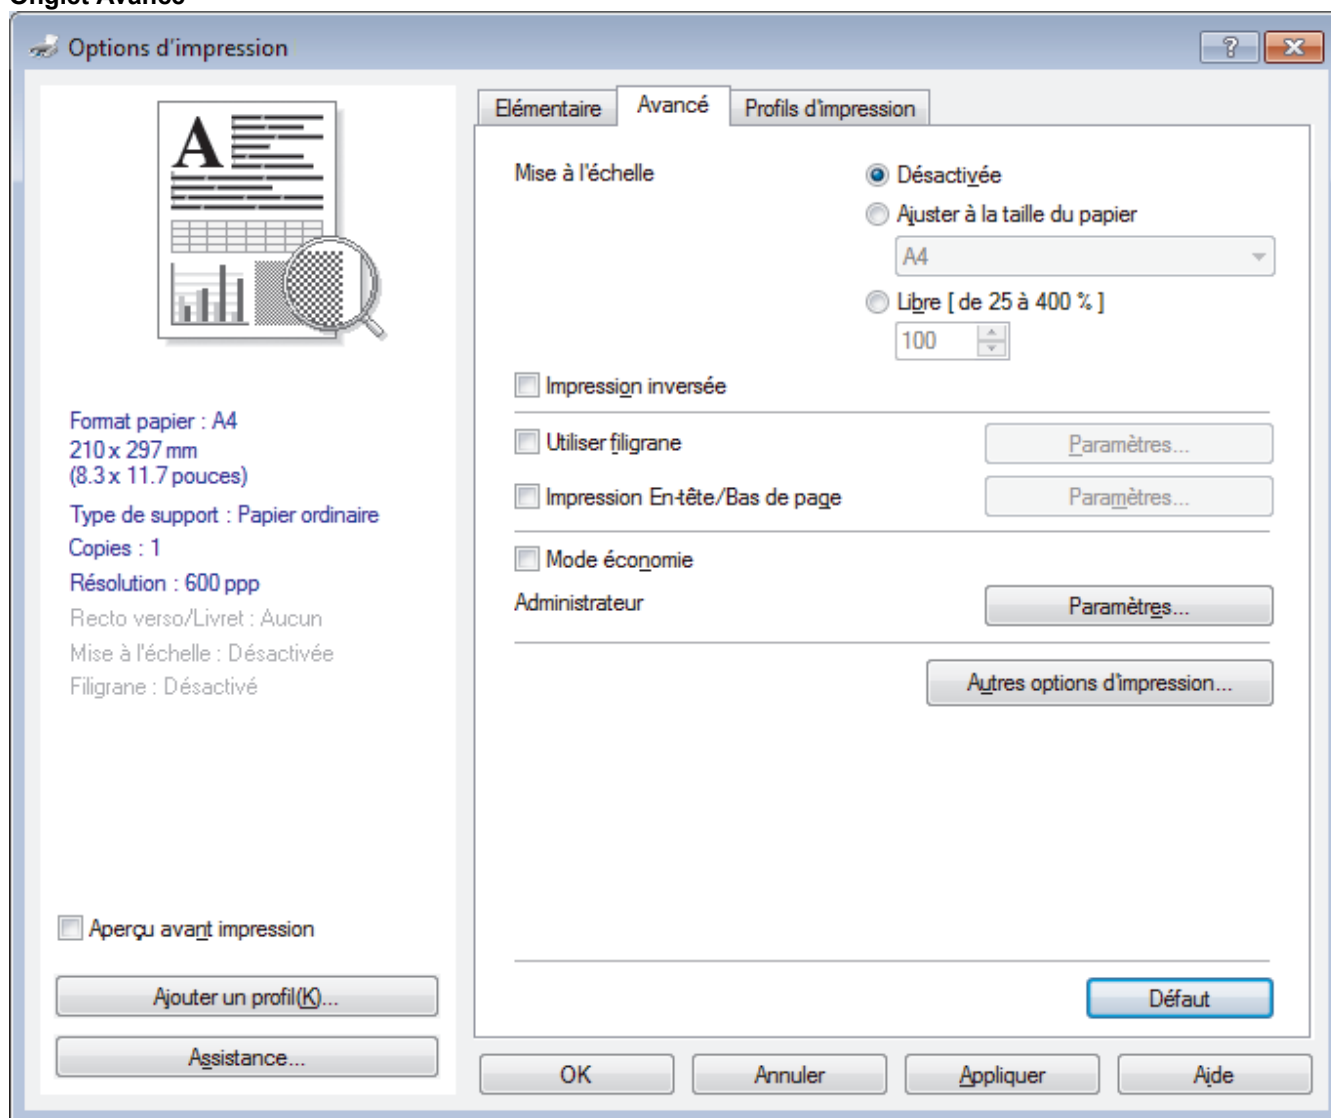 Onglet Avancé
Options d'impression
A
Format papier : A4
210 x 297 mm
(8.3 x 11.7 pouces)
Type de support : Papier ordinaire
Copies : 1
Résolution : 600 ppp
Recto verso/Livret : Aucun
Mise à l'échelle : Désactivée
Filigrane : Désactivé
Aperçu avant impression
Ajouter un profil(K)...
Assistance...
Elémentaire
Avancé
Profils d'impression
Mise à l'échelle
Désactivée
Ajuster à la taille du papier
A4
Libre [ de 25 à 400 % ]
100
Impression inversée
Utiliser filigrane
Paramètres...
Impression En-tête/Bas de page
Paramètres...
Mode économie
Administrateur
Paramètres...
Autres options d'impression...
Défaut
OK
Annuler
Appliquer
Aide